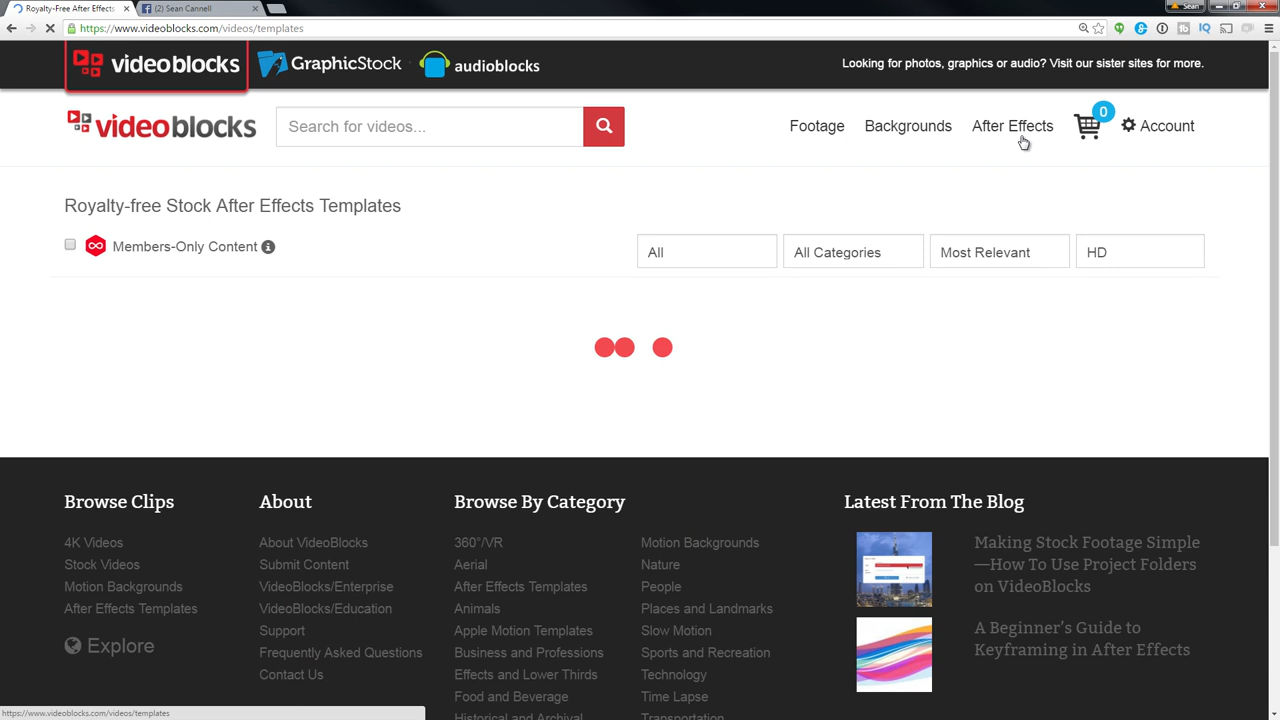 Royalty-Free After Effects
(2) Sean Cannell
Sean
https://www.videoblocks.com/videos/templates
videoblocks
GraphicStock
audioblocks
Looking for photos, graphics or audio? Visit our sister sites for more.
videoblocks
Search for videos...
Footage
Backgrounds
After Effects
0
Account
Royalty-free Stock After Effects Templates
Members-Only Content
All
All Categories
Most Relevant
HD
Browse Clips
4K Videos
Stock Videos
Motion Backgrounds
After Effects Templates
Explore
About
About VideoBlocks
Submit Content
VideoBlocks/Enterprise
VideoBlocks/Education
Support
Frequently Asked Questions
Contact Us
Browse By Category
360°/VR
Aerial
After Effects Templates
Animals
Apple Motion Templates
Business and Professions
Effects and Lower Thirds
Food and Beverage
Historical and Archival
Motion Backgrounds
Nature
People
Places and Landmarks
Slow Motion
Sports and Recreation
Technology
Time Lapse
Transportation
Latest From The Blog
Making Stock Footage Simple
—How To Use Project Folders
on VideoBlocks
A Beginner's Guide to
Keyframing in After Effects
https://www.videoblocks.com/videos/templates